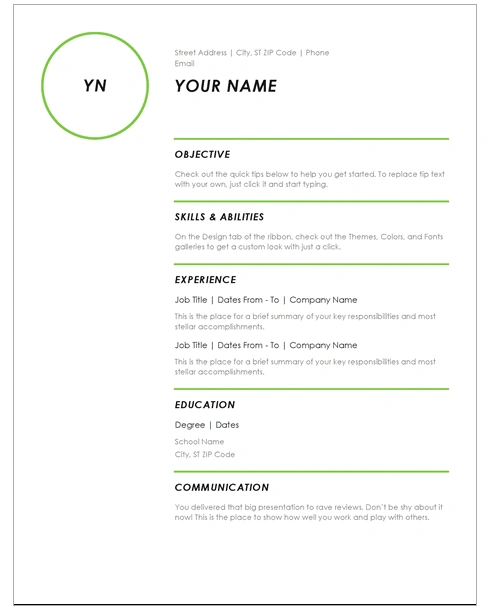 YN
Street Address | City, ST ZIP Code | Phone
Email
YOUR NAME
OBJECTIVE
Check out the quick tips below to help you get started. To replace tip text
with your own, just click it and start typing.
SKILLS & ABILITIES
On the Design tab of the ribbon, check out the Themes, Colors, and Fonts
galleries to get a custom look with just a click.
EXPERIENCE
Job Title | Dates From - To | Company Name
This is the place for a brief summary of your key responsibilities and most
stellar accomplishments.
Job Title | Dates From - To | Company Name
This is the place for a brief summary of your key responsibilities and most
stellar accomplishments.
EDUCATION
Degree | Dates
School Name
City, ST ZIP Code
COMMUNICATION
You delivered that big presentation to rave reviews. Don't be shy about it
now! This is the place to show how well you work and play with others.